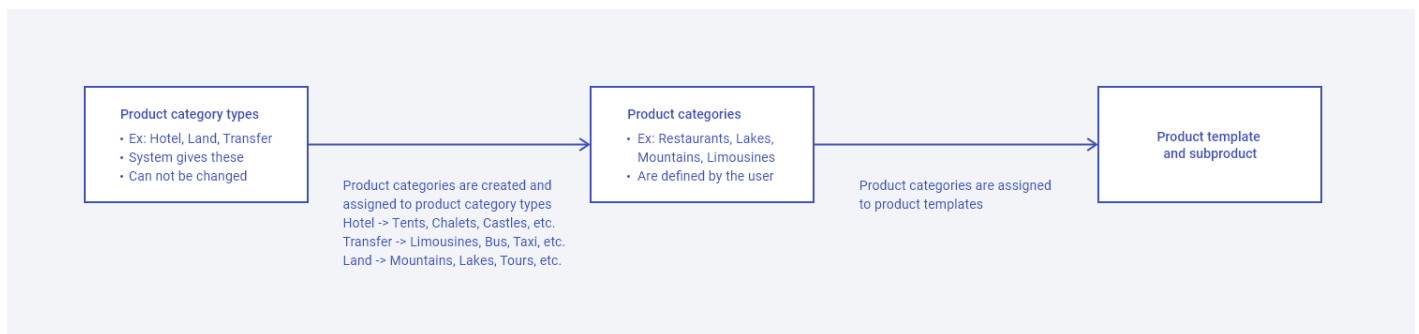 Product category types
• Ex: Hotel, Land, Transfer
• System gives these
• Can not be changed
Product categories are created and
assigned to product category types
Hotel -> Tents, Chalets, Castles, etc.
Transfer -> Limousines, Bus, Taxi, etc.
Land -> Mountains, Lakes, Tours, etc.
Product categories
• Ex: Restaurants, Lakes,
Mountains, Limousines
• Are defined by the user
Product categories are assigned
to product templates
Product template
and subproduct